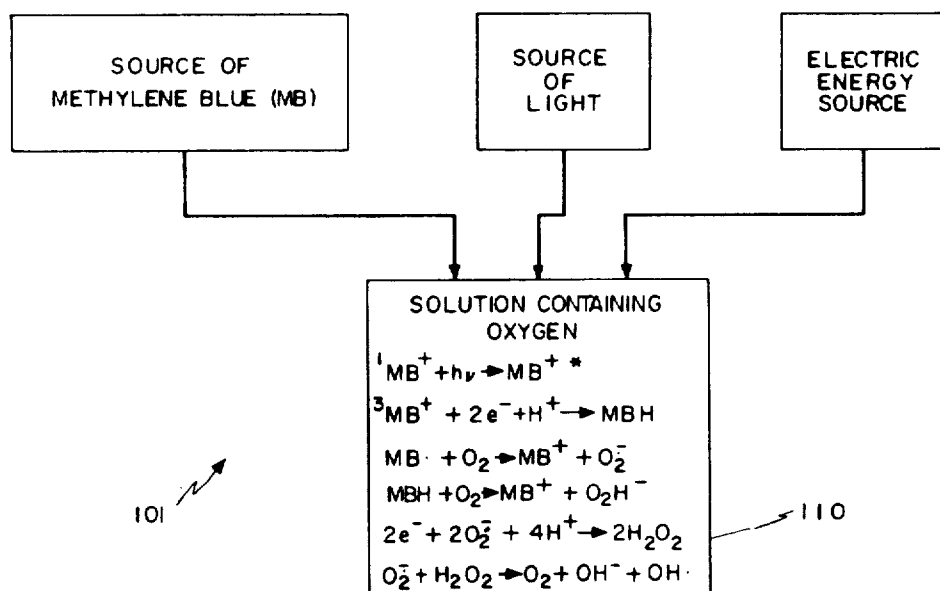 SOURCE OF
METHYLENE BLUE (MB)
SOURCE
OF
LIGHT
ELECTRIC
ENERGY
SOURCE
SOLUTION CONTAINING
OXYGEN
¹MB⁺ + hν → MB⁺ *
³MB⁺ + 2e⁻ + H⁺ → MBH
MB· + O₂ → MB⁺ + O₂⁻
MBH + O₂ → MB⁺ + O₂H⁻
2e⁻ + 2O₂⁻ + 4H⁺ → 2H₂O₂
O₂⁻ + H₂O₂ → O₂ + OH⁻ + OH·
101
110